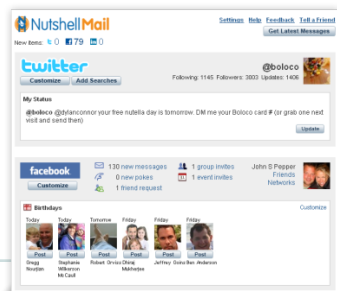 NutshellMail
Settings Help Feedback Tell a Friend
Get Latest Messages
New items: 0 79 0
twitter
@boloco
Customize Add Searches
Following: 1145 Followers: 3003 Updates: 1406
My Status
@boloco @dylanconnor your free nutella day is tomorrow. DM me your Boloco card # (or grab one next
visit and send then)
Update
facebook
Customize
130 new messages
0 new pokes
1 friend request
1 group invites
1 event invites
John S Pepper
Friends
Networks
Birthdays
Customize
Today Today Tomorrow Friday Friday Friday
Post Post Post Post Post Post
Gregg Stephanie Robert Dhiraj Jeffrey Ben Anderson
Wilkerson Mukherjee
Mc Caull